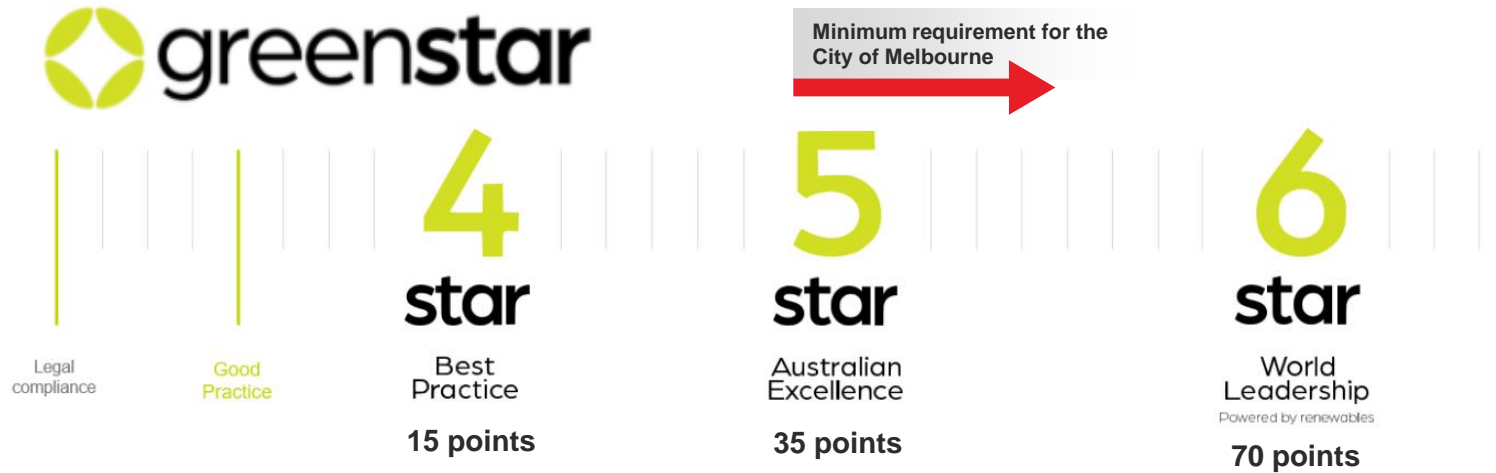 greenstar
Minimum requirement for the
City of Melbourne
4
star
Best
Practice
15 points
5
star
Australian
Excellence
35 points
6
star
World
Leadership
Powered by renewables
70 points
Legal
compliance
Good
Practice